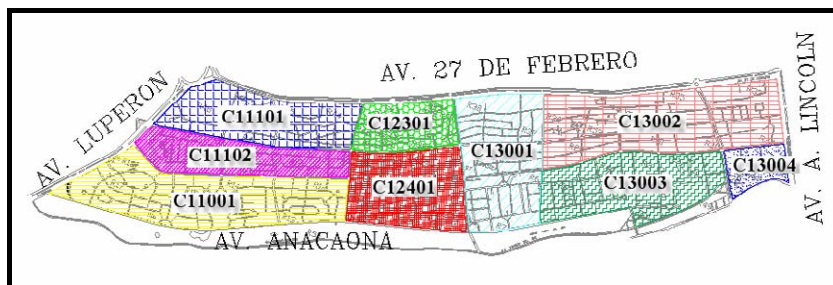 AV. 27 DE FEBRERO
AV. LUPERON
AV. A. LINCOLN
C11101
C12301
C13001
C13002
C11102
C12401
C13003
C13004
C11001
AV. ANACAONA